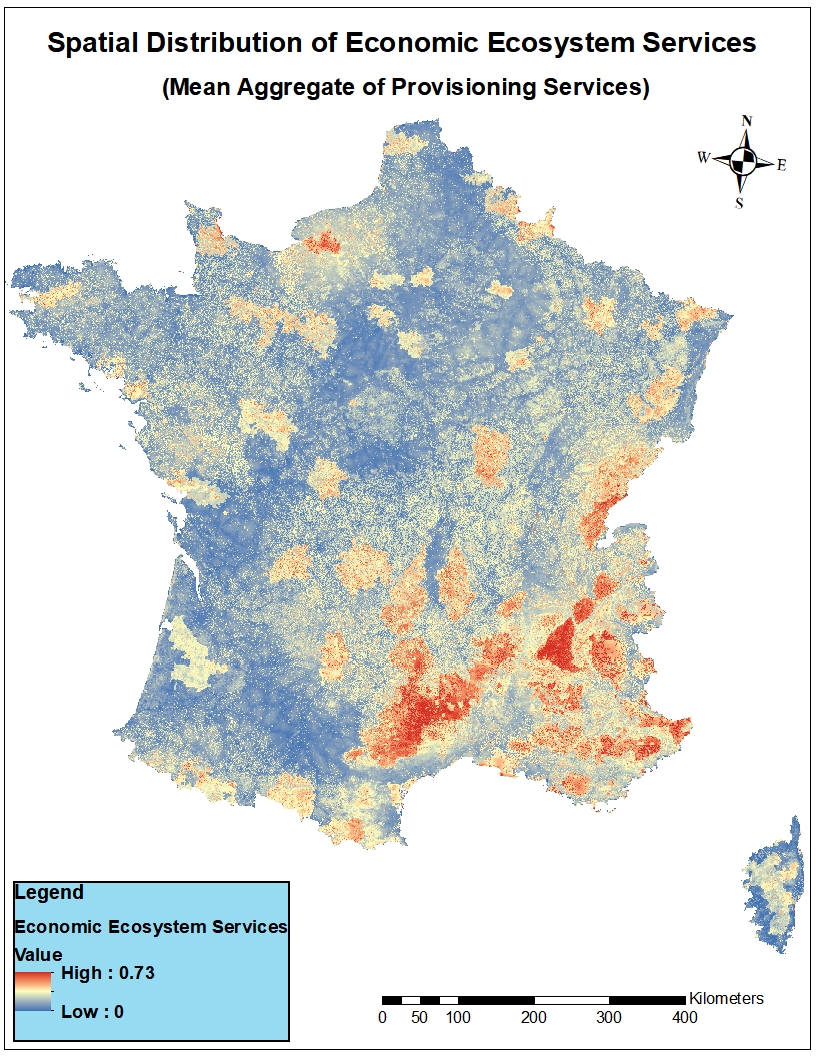 Spatial Distribution of Economic Ecosystem Services
(Mean Aggregate of Provisioning Services)
N
W E
S
Legend
Economic Ecosystem Services
Value
High : 0.73
Low : 0
Kilometers
0 50 100 200 300 400